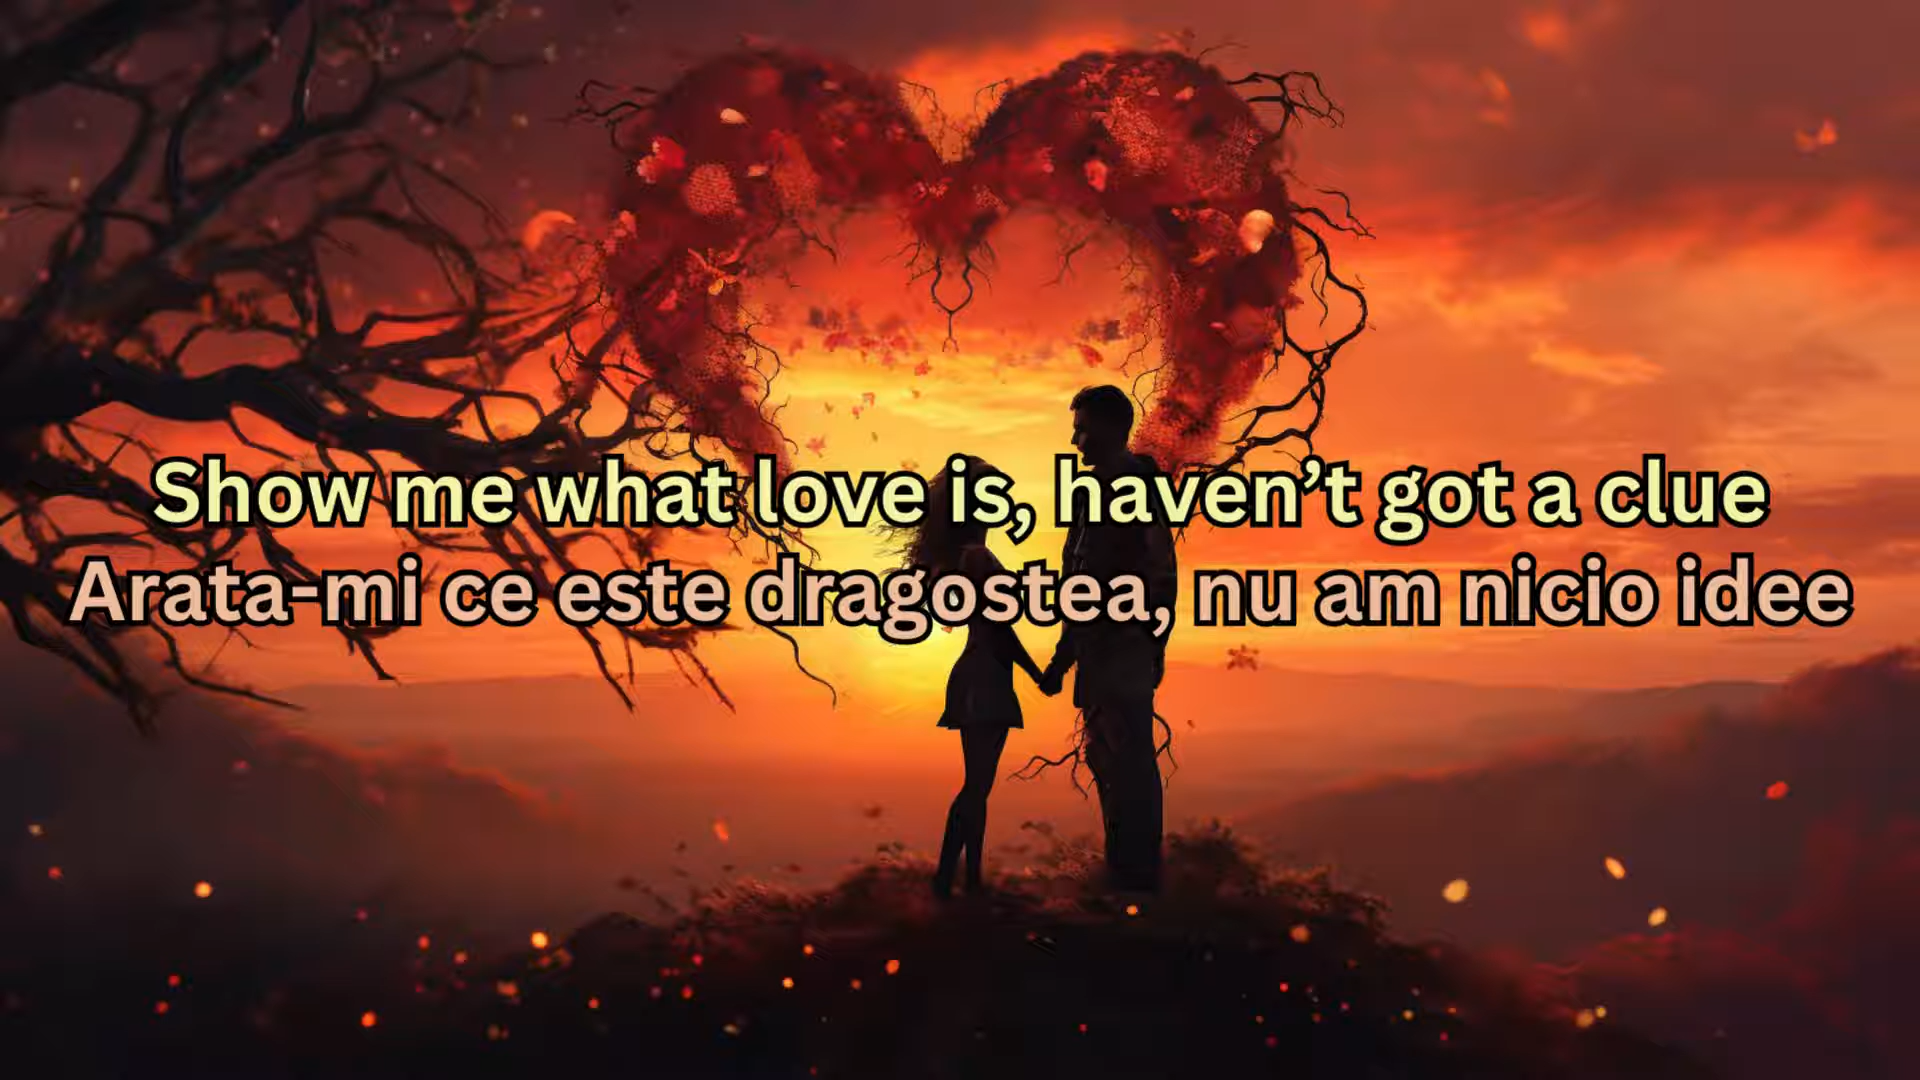 Show me what love is, haven’t got a clue
Arata-mi ce este dragostea, nu am nicio idee